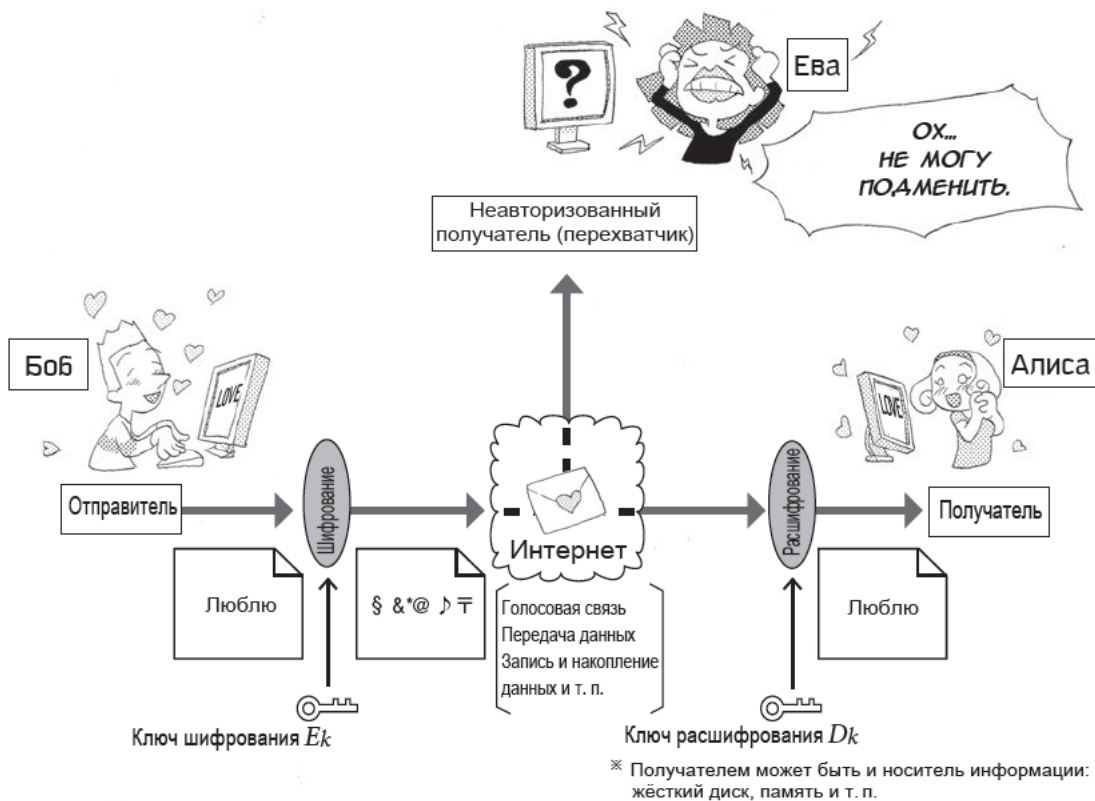 ?
Ева
ОХ...
НЕ МОГУ
ПОДМЕНИТЬ.
Неавторизованный
получатель (перехватчик)
Боб
LOVE
Алиса
LOVE
Отправитель
Шифрование
Интернет
Расшифрование
Получатель
Люблю
§ &*@ ♪ 〒
Голосовая связь
Передача данных
Запись и накопление
данных и т. п.
Люблю
Ключ шифрования Ek
Ключ расшифрования Dk
※ Получателем может быть и носитель информации:
жёсткий диск, память и т. п.